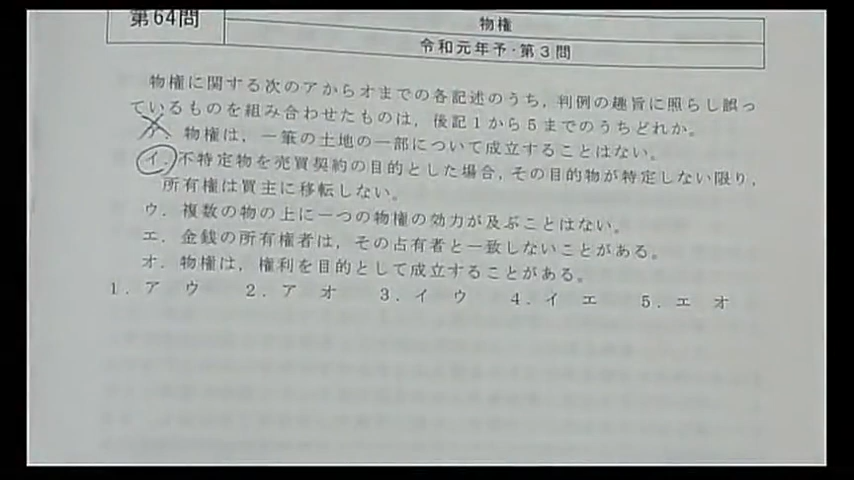 第64問
物権
令和元年予・第3問
物権に関する次のアからオまでの各記述のうち，判例の趣旨に照らし誤っ
ているものを組み合わせたものは，後記1から5までのうちどれか。
ア．物権は，一筆の土地の一部について成立することはない。
イ．不特定物を売買契約の目的とした場合，その目的物が特定しない限り，
所有権は買主に移転しない。
ウ．複数の物の上に一つの物権の効力が及ぶことはない。
エ．金銭の所有権者は，その占有者と一致しないことがある。
オ．物権は，権利を目的として成立することがある。
1．ア ウ 2．ア オ 3．イ ウ 4．イ エ 5．エ オ